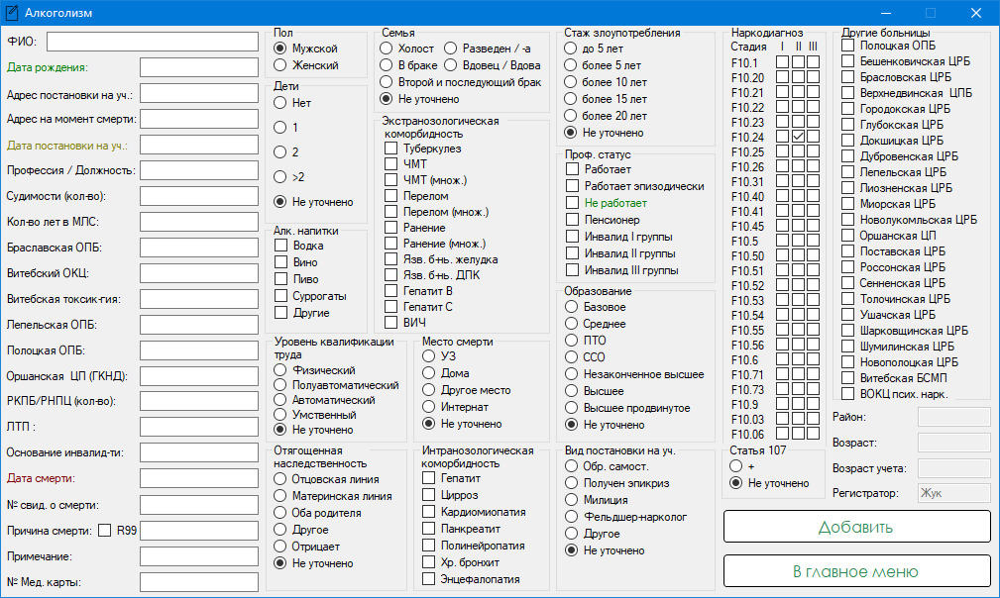 Алкоголизм
ФИО:
Дата рождения:
Адрес постановки на уч.:
Адрес на момент смерти:
Дата постановки на уч.:
Профессия / Должность:
Судимости (кол-во):
Кол-во лет в МПС:
Браславская ОПБ:
Витебский ОКЦ:
Витебская токсик-гия:
Лепельская ОПБ:
Полоцкая ОПБ:
Оршанская ЦП (ГКНД):
РКПБ/РНПЦ (кол-во):
ЛТП :
Основание инвалид-ти:
Дата смерти:
№ свид. о смерти:
Причина смерти: R99
Примечание:
№ Мед. карты:
Пол
Мужской
Женский
Дети
Нет
1
2
>2
Не уточнено
Алк. напитки
Водка
Вино
Пиво
Суррогаты
Другие
Уровень квалификации
труда
Физический
Полуавтоматический
Автоматический
Умственный
Не уточнено
Отягощенная
наследственность
Отцовская линия
Материнская линия
Оба родителя
Другое
Отрицает
Не уточнено
Семья
Холост Разведен / -а
В браке Вдовец / Вдова
Второй и последующий брак
Не уточнено
Экстранозологическая
коморбидность
Туберкулез
ЧМТ
ЧМТ (множ.)
Перелом
Перелом (множ.)
Ранение
Ранение (множ.)
Язв. б-нь. желудка
Язв. б-нь. ДПК
Гепатит В
Гепатит С
ВИЧ
Место смерти
УЗ
Дома
Другое место
Интернат
Не уточнено
Интранозологическая
коморбидность
Гепатит
Цирроз
Кардиомиопатия
Панкреатит
Полинейропатия
Хр. бронхит
Энцефалопатия
Стаж злоупотребления
до 5 лет
более 5 лет
более 10 лет
более 15 лет
более 20 лет
Не уточнено
Проф. статус
Работает
Работает эпизодически
Не работает
Пенсионер
Инвалид I группы
Инвалид II группы
Инвалид III группы
Образование
Базовое
Среднее
ПТО
ССО
Незаконченное высшее
Высшее
Высшее продвинутое
Не уточнено
Вид постановки на уч.
Обр. самост.
Получен эпикриз
Милиция
Фельдшер-нарколог
Другое
Не уточнено
Наркодиагноз
Стадия I II III
F10.1
F10.20
F10.21
F10.22
F10.23
F10.24
F10.25
F10.26
F10.31
F10.40
F10.41
F10.45
F10.5
F10.50
F10.51
F10.52
F10.53
F10.54
F10.55
F10.56
F10.6
F10.71
F10.73
F10.9
F10.03
F10.06
Статья 107
+
Не уточнено
Другие больницы
Полоцкая ОПБ
Бешенковичская ЦРБ
Брасловская ЦРБ
Верхнедвинская ЦПБ
Городокская ЦРБ
Глубокская ЦРБ
Докшицкая ЦРБ
Дубровенская ЦРБ
Лепельская ЦРБ
Лиозненская ЦРБ
Миорская ЦРБ
Новолукомльская ЦРБ
Оршанская ЦП
Поставская ЦРБ
Россонская ЦРБ
Сенненская ЦРБ
Толочинская ЦРБ
Ушачская ЦРБ
Шарковщинская ЦРБ
Шумилинская ЦРБ
Новополоцкая ЦРБ
Витебская БСМП
ВОКЦ псих. нарк.
Район:
Возраст:
Возраст учета:
Регистратор: Жук
Добавить
В главное меню